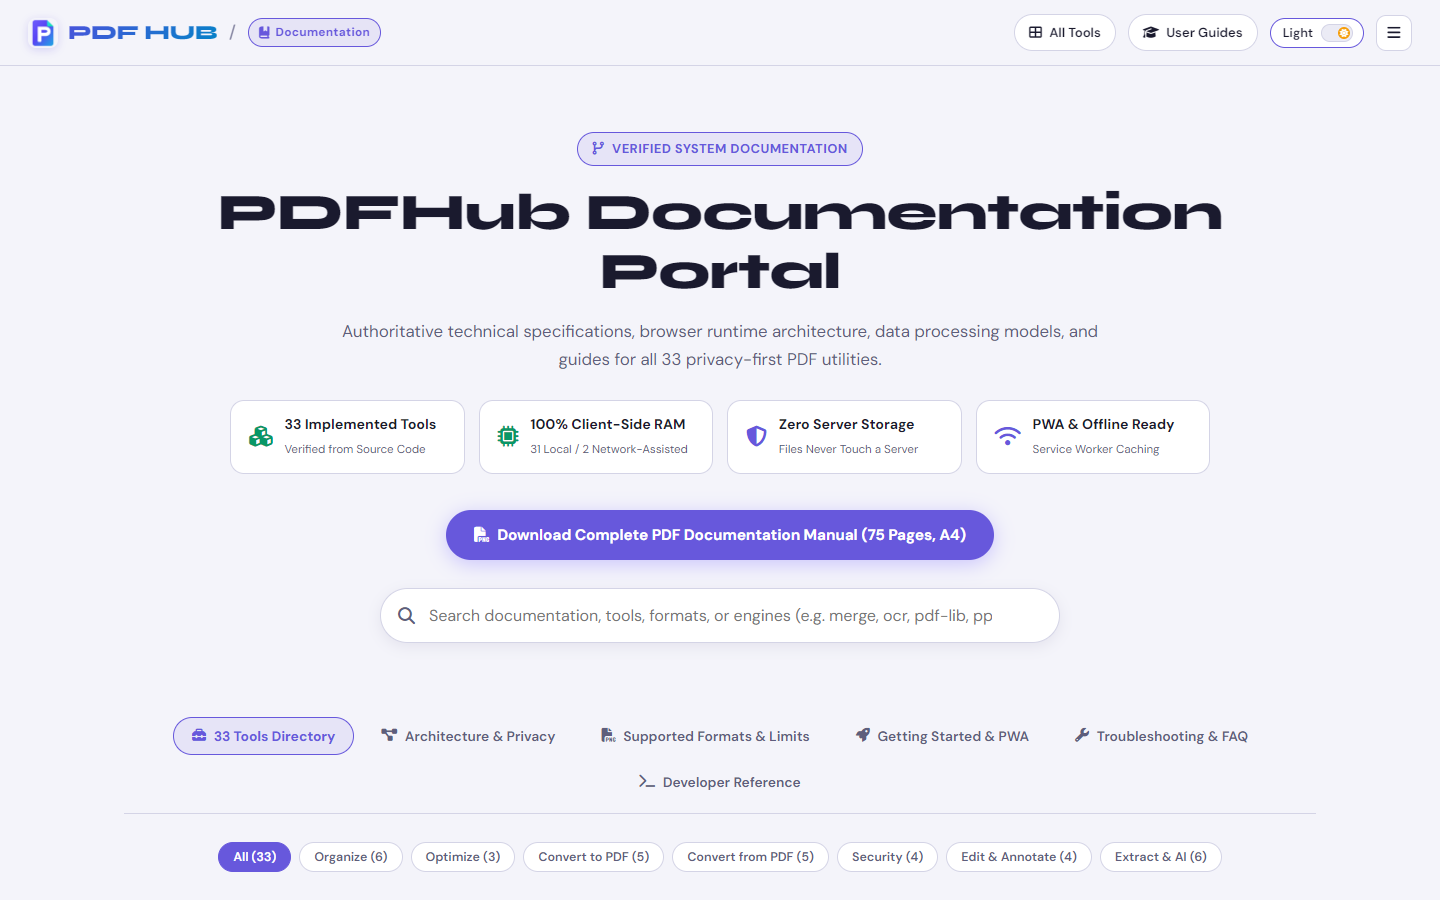 PDF HUB / Documentation
All Tools
User Guides
Light
VERIFIED SYSTEM DOCUMENTATION
PDFHub Documentation
Portal
Authoritative technical specifications, browser runtime architecture, data processing models, and
guides for all 33 privacy-first PDF utilities.
33 Implemented Tools
Verified from Source Code
100% Client-Side RAM
31 Local / 2 Network-Assisted
Zero Server Storage
Files Never Touch a Server
PWA & Offline Ready
Service Worker Caching
Download Complete PDF Documentation Manual (75 Pages, A4)
Search documentation, tools, formats, or engines (e.g. merge, ocr, pdf-lib, pp
33 Tools Directory
Architecture & Privacy
Supported Formats & Limits
Getting Started & PWA
Troubleshooting & FAQ
Developer Reference
All (33)
Organize (6)
Optimize (3)
Convert to PDF (5)
Convert from PDF (5)
Security (4)
Edit & Annotate (4)
Extract & AI (6)